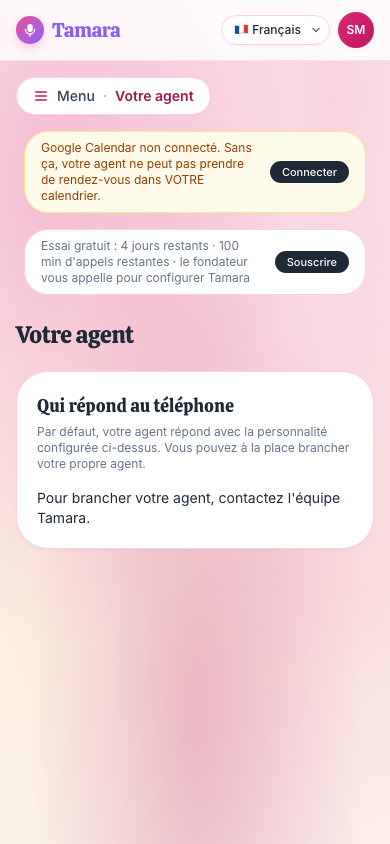 Tamara
Français
SM
Menu · Votre agent
Google Calendar non connecté. Sans
ça, votre agent ne peut pas prendre
de rendez-vous dans VOTRE
calendrier.
Connecter
Essai gratuit : 4 jours restants · 100
min d'appels restantes · le fondateur
vous appelle pour configurer Tamara
Souscrire
Votre agent
Qui répond au téléphone
Par défaut, votre agent répond avec la personnalité
configurée ci-dessus. Vous pouvez à la place brancher
votre propre agent.
Pour brancher votre agent, contactez l'équipe
Tamara.